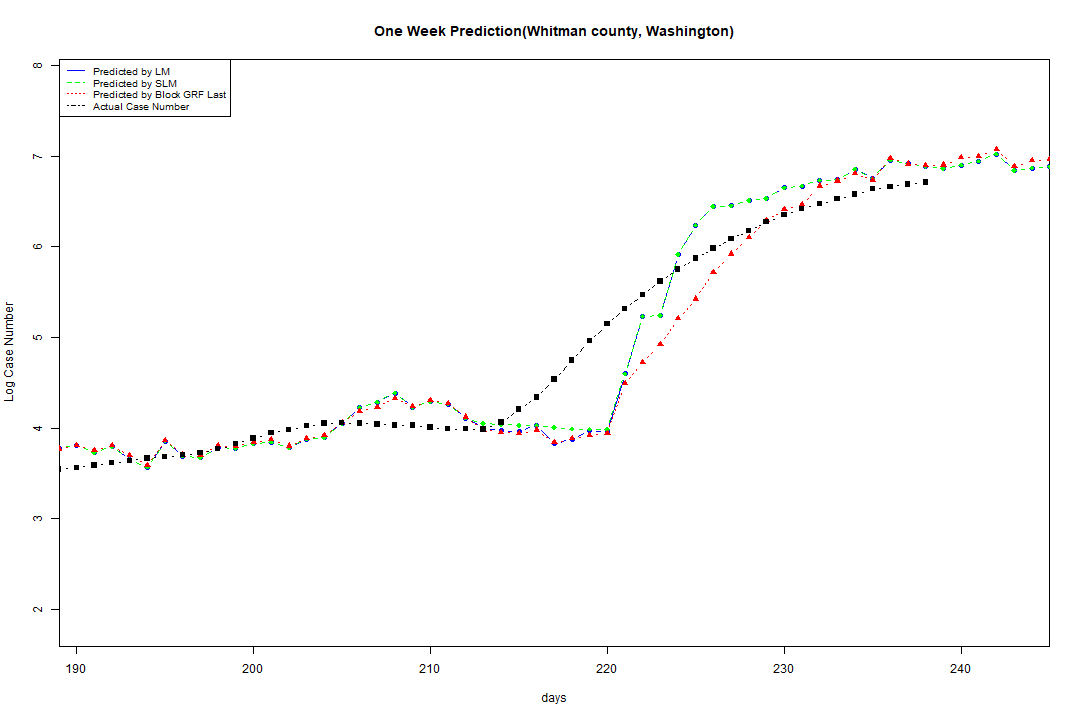 One Week Prediction(Whitman county, Washington)
Predicted by LM
Predicted by SLM
Predicted by Block GRF Last
Actual Case Number
8
7
6
5
4
3
2
Log Case Number
190
200
210
220
230
240
days